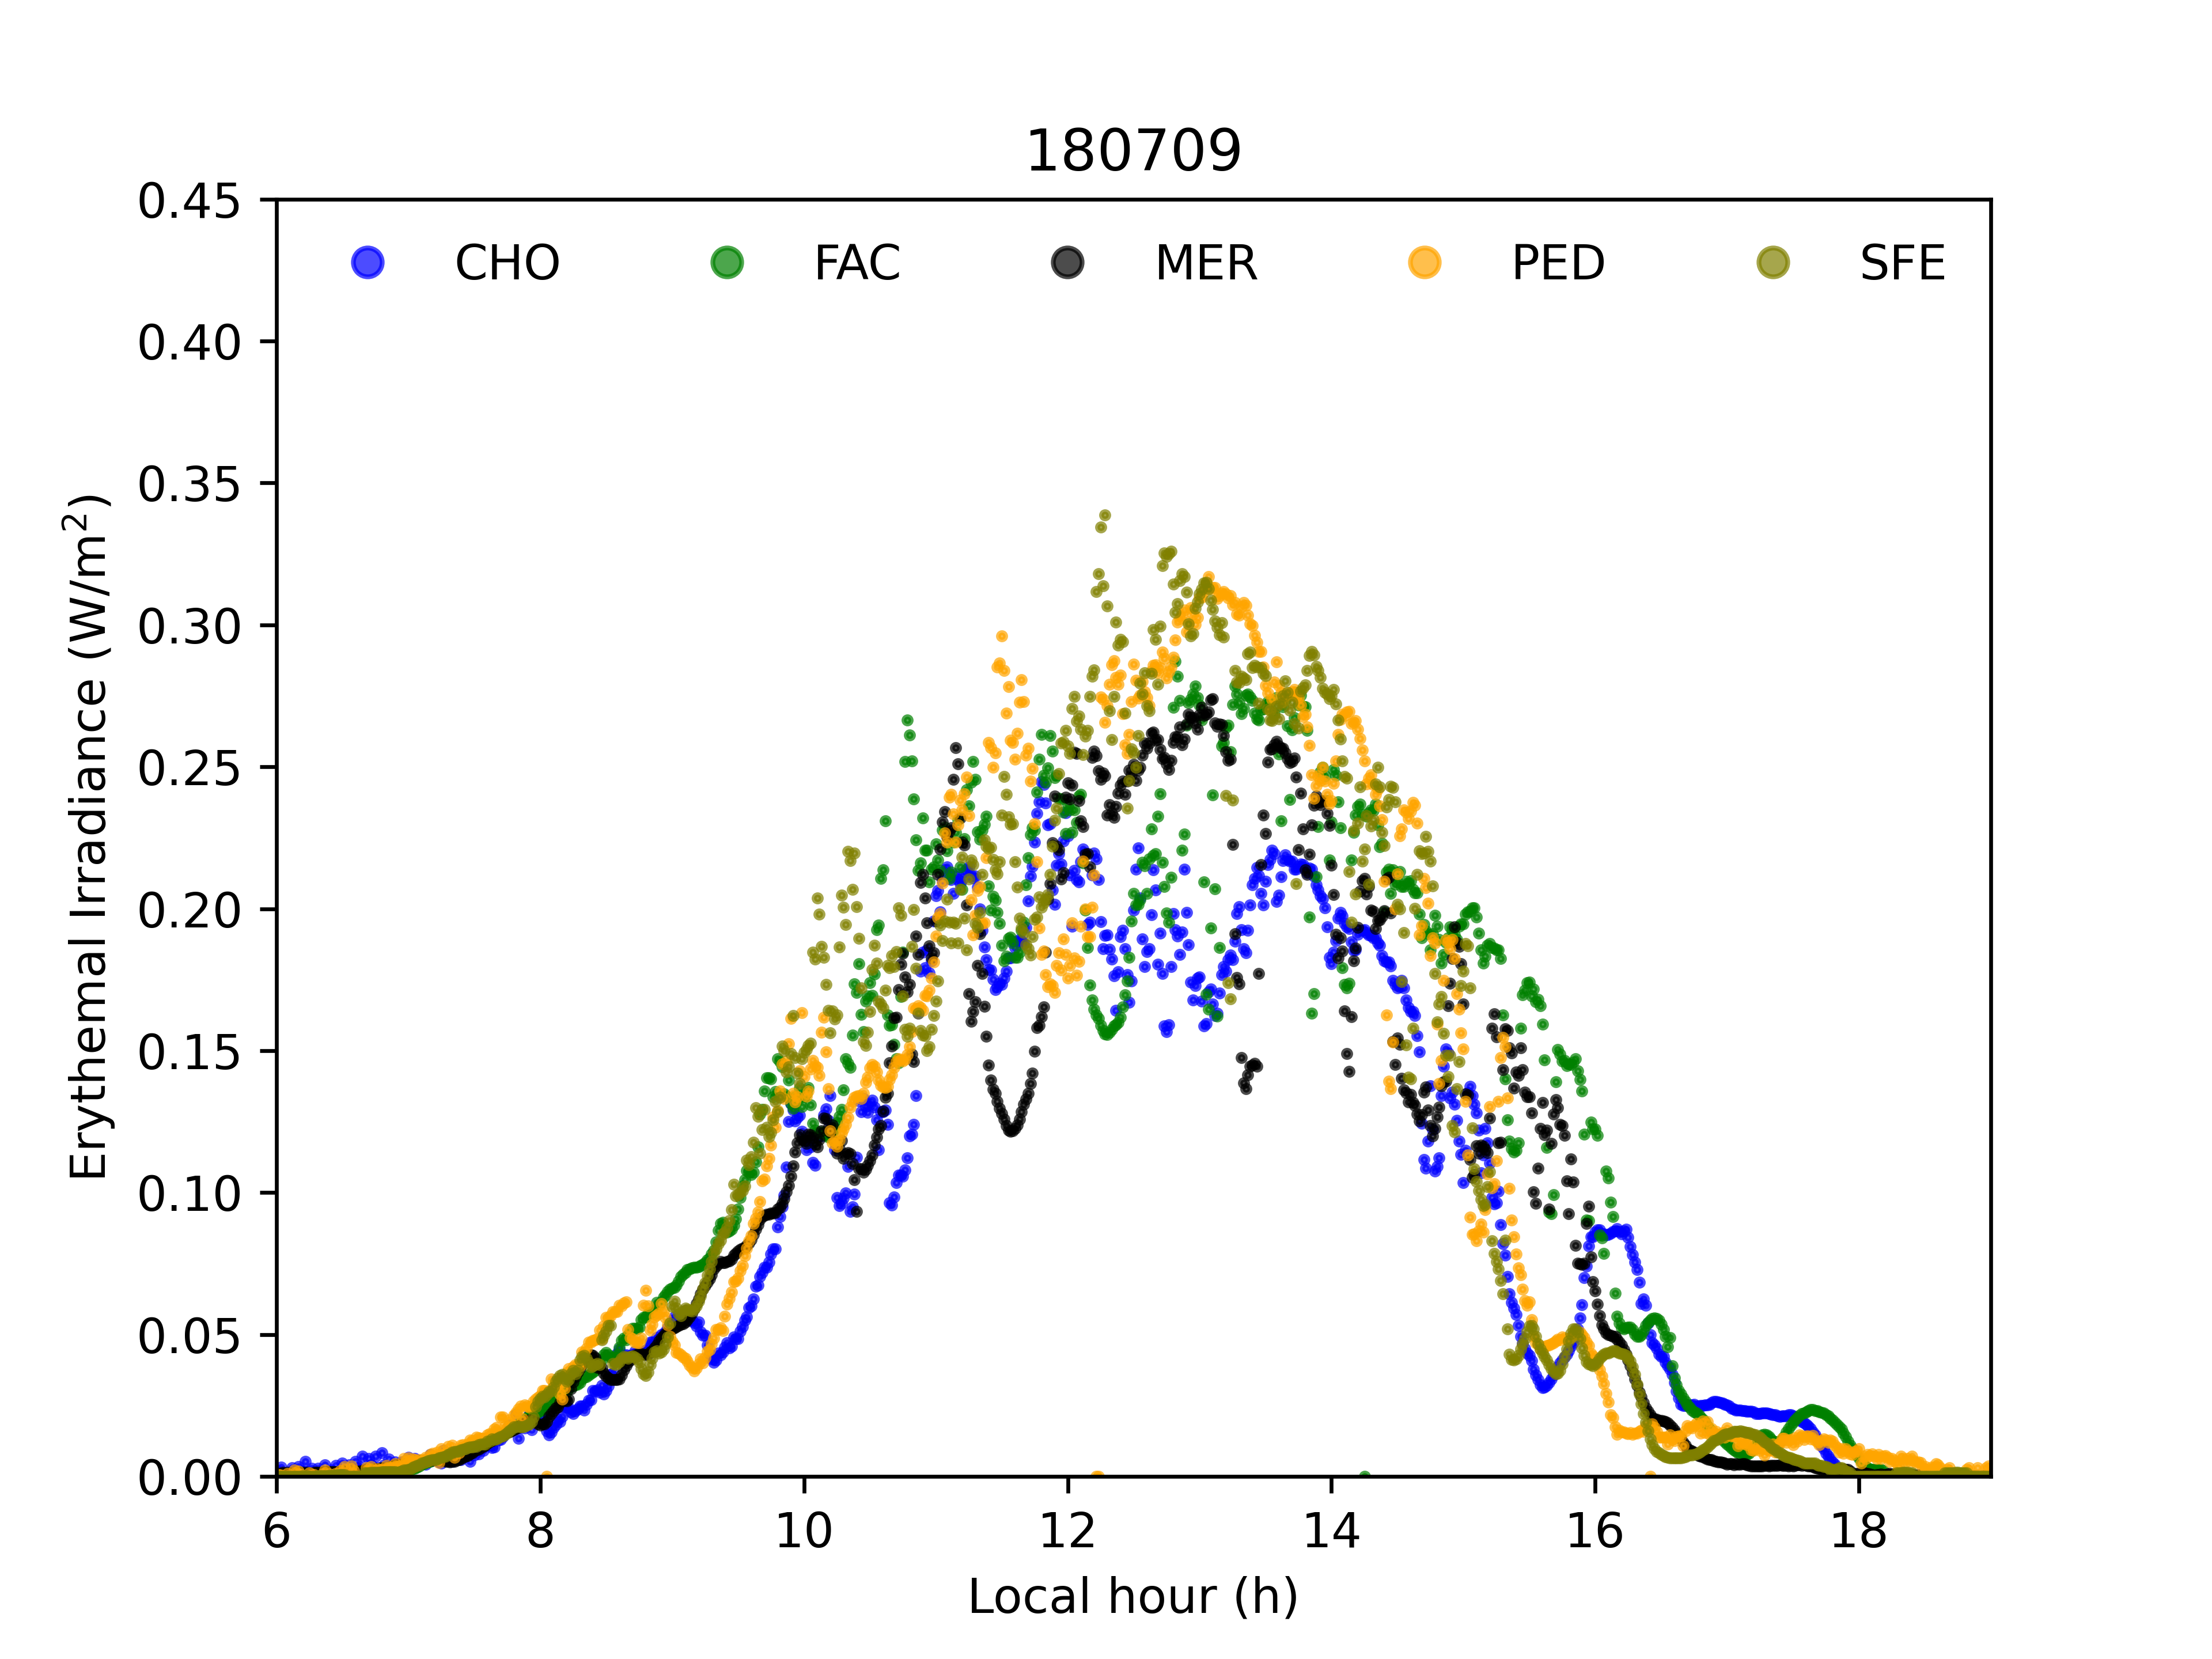 180709
0.45
CHO FAC MER PED SFE
0.40
0.35
0.30
0.25
0.20
0.15
0.10
0.05
0.00
Erythemal Irradiance (W/m²)
6 8 10 12 14 16 18
Local hour (h)